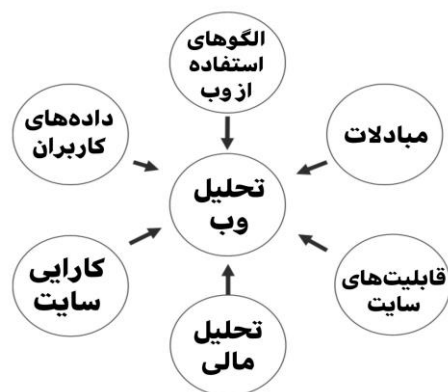 الگوهای
استفاده
از وب
داده‌های
کاربران
مبادلات
تحلیل
وب
کارایی
سایت
قابلیت‌های
سایت
تحلیل
مالی